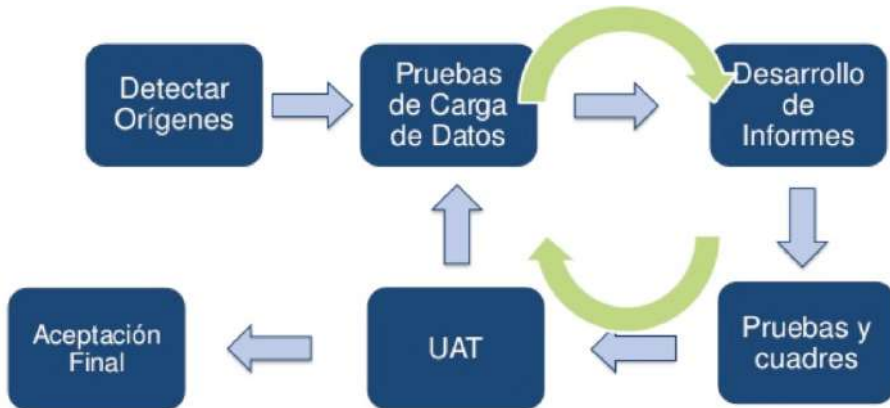 Detectar
Orígenes
Pruebas
de Carga
de Datos
Desarrollo
de
Informes
Aceptación
Final
UAT
Pruebas y
cuadres